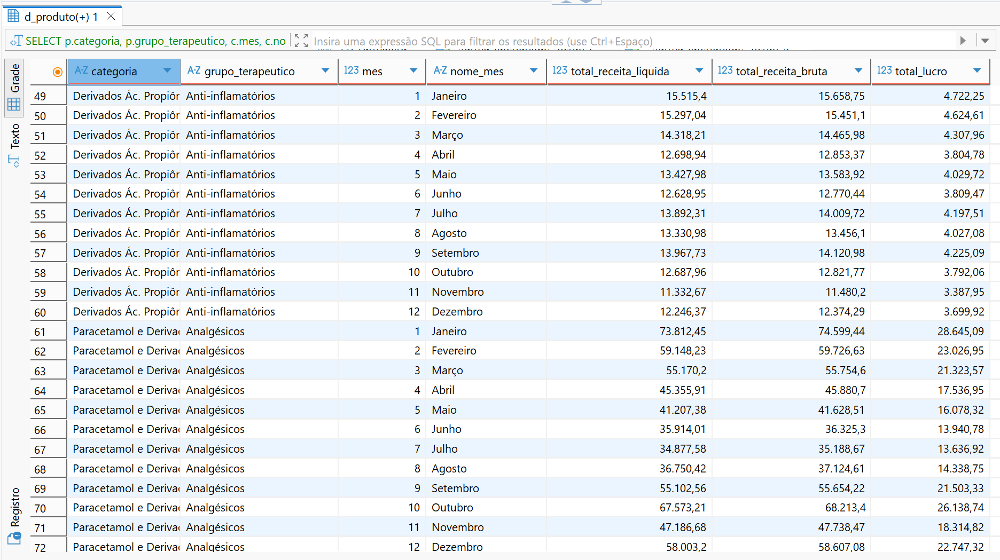 d_produto(+) 1
SELECT p.categoria, p.grupo_terapeutico, c.mes, c.no Insira uma expressão SQL para filtrar os resultados (use Ctrl+Espaço)
Grade
Texto
Registro
A-Z categoria A-Z grupo_terapeutico 123 mes A-Z nome_mes 123 total_receita_liquida 123 total_receita_bruta 123 total_lucro
49 Derivados Ác. Propiôn Anti-inflamatórios 1 Janeiro 15.515,4 15.658,75 4.722,25
50 Derivados Ác. Propiôn Anti-inflamatórios 2 Fevereiro 15.297,04 15.451,1 4.624,61
51 Derivados Ác. Propiôn Anti-inflamatórios 3 Março 14.318,21 14.465,98 4.307,96
52 Derivados Ác. Propiôn Anti-inflamatórios 4 Abril 12.698,94 12.853,37 3.804,78
53 Derivados Ác. Propiôn Anti-inflamatórios 5 Maio 13.427,98 13.583,92 4.029,72
54 Derivados Ác. Propiôn Anti-inflamatórios 6 Junho 12.628,95 12.770,44 3.809,47
55 Derivados Ác. Propiôn Anti-inflamatórios 7 Julho 13.892,31 14.009,72 4.197,51
56 Derivados Ác. Propiôn Anti-inflamatórios 8 Agosto 13.330,98 13.456,1 4.027,08
57 Derivados Ác. Propiôn Anti-inflamatórios 9 Setembro 13.967,73 14.120,98 4.225,09
58 Derivados Ác. Propiôn Anti-inflamatórios 10 Outubro 12.687,96 12.821,77 3.792,06
59 Derivados Ác. Propiôn Anti-inflamatórios 11 Novembro 11.332,67 11.480,2 3.387,95
60 Derivados Ác. Propiôn Anti-inflamatórios 12 Dezembro 12.246,37 12.374,29 3.699,92
61 Paracetamol e Deriva Analgésicos 1 Janeiro 73.812,45 74.599,44 28.645,09
62 Paracetamol e Deriva Analgésicos 2 Fevereiro 59.148,23 59.726,63 23.026,95
63 Paracetamol e Deriva Analgésicos 3 Março 55.170,2 55.754,6 21.323,57
64 Paracetamol e Deriva Analgésicos 4 Abril 45.355,91 45.880,7 17.536,95
65 Paracetamol e Deriva Analgésicos 5 Maio 41.207,38 41.628,51 16.078,32
66 Paracetamol e Deriva Analgésicos 6 Junho 35.914,01 36.325,3 13.940,78
67 Paracetamol e Deriva Analgésicos 7 Julho 34.877,58 35.188,67 13.636,92
68 Paracetamol e Deriva Analgésicos 8 Agosto 36.750,42 37.124,61 14.338,75
69 Paracetamol e Deriva Analgésicos 9 Setembro 55.102,56 55.654,22 21.503,33
70 Paracetamol e Deriva Analgésicos 10 Outubro 67.573,21 68.213,4 26.138,74
71 Paracetamol e Deriva Analgésicos 11 Novembro 47.186,68 47.738,47 18.314,82
72 Paracetamol e Deriva Analgésicos 12 Dezembro 58.003,2 58.607,08 22.747,32